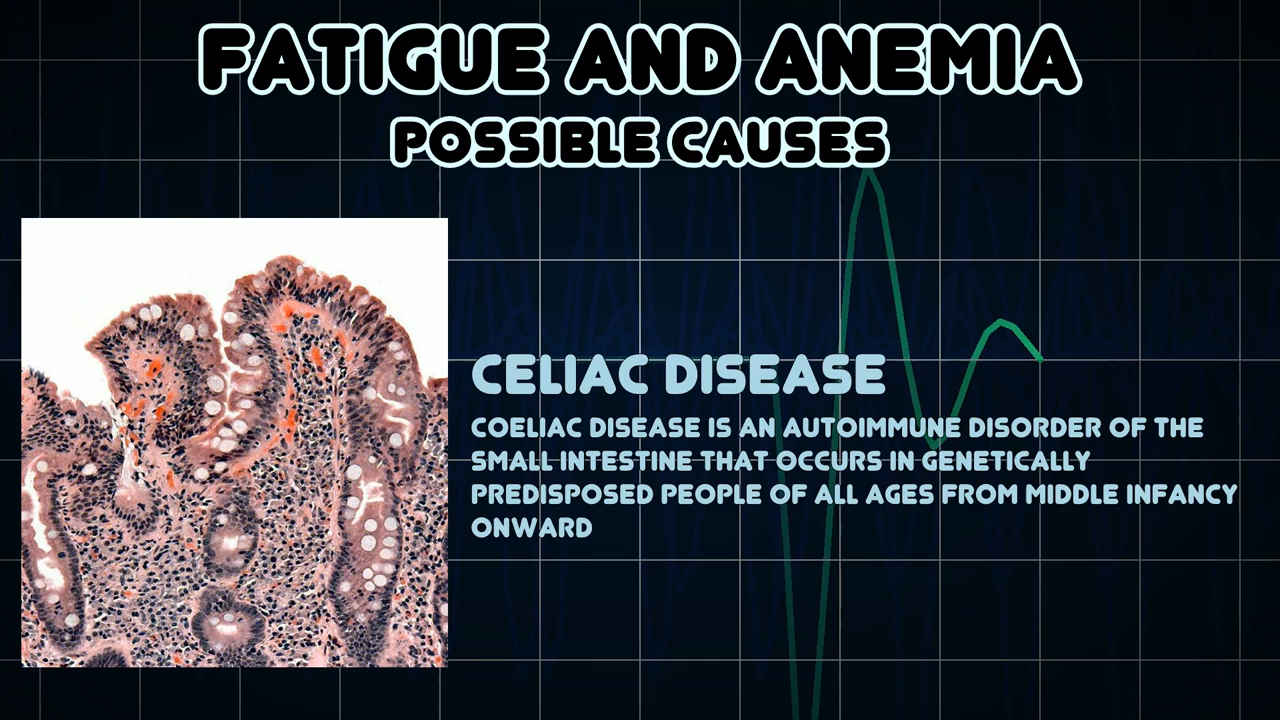 FATIGUE AND ANEMIA
POSSIBLE CAUSES
CELIAC DISEASE
COELIAC DISEASE IS AN AUTOIMMUNE DISORDER OF THE
SMALL INTESTINE THAT OCCURS IN GENETICALLY
PREDISPOSED PEOPLE OF ALL AGES FROM MIDDLE INFANCY
ONWARD